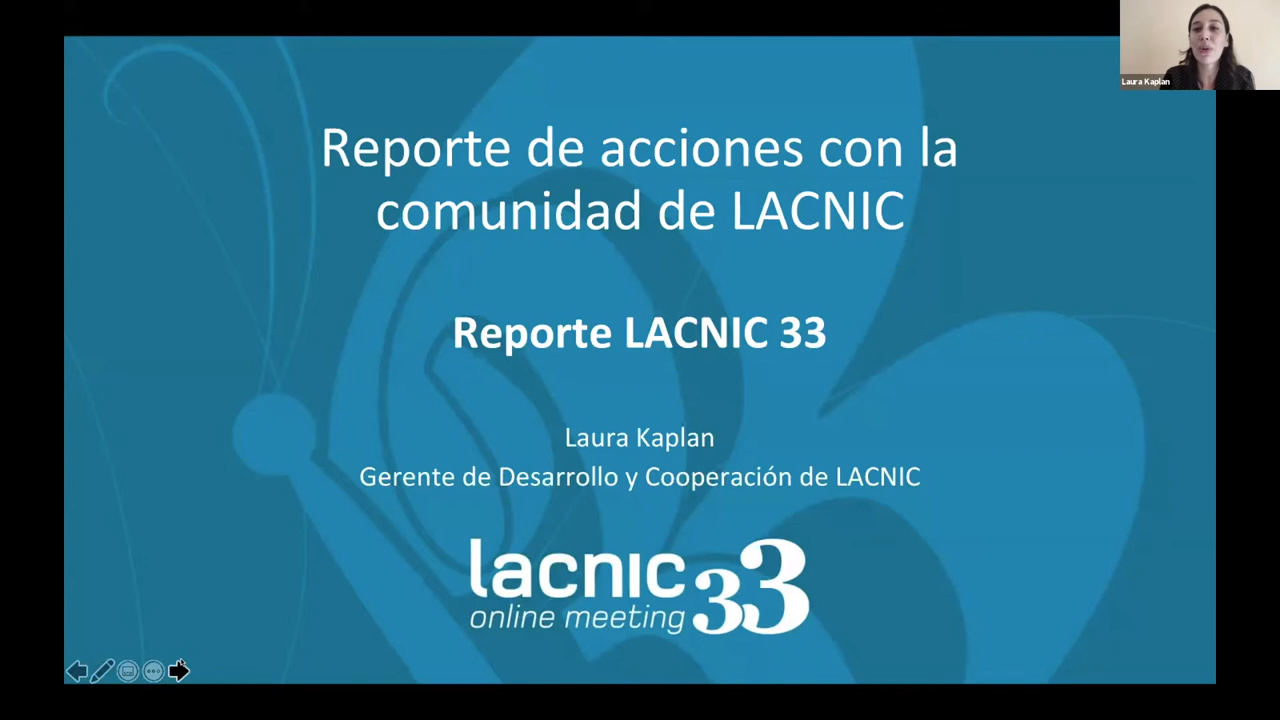 Reporte de acciones con la
comunidad de LACNIC
Reporte LACNIC 33
Laura Kaplan
Gerente de Desarrollo y Cooperación de LACNIC
lacnic 33
online meeting
Laura Kaplan